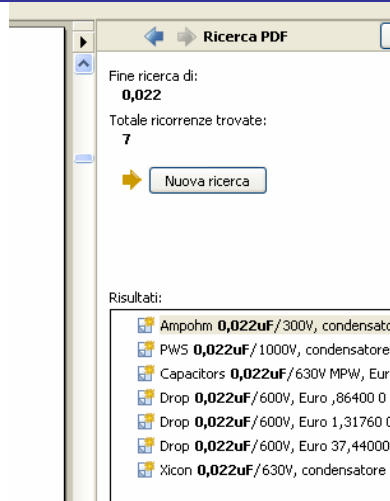 Ricerca PDF
Fine ricerca di:
0,022
Totale ricorrenze trovate:
7
Nuova ricerca
Risultati:
Ampohm 0,022uF/300V, condensato
PWS 0,022uF/1000V, condensatore
Capacitors 0,022uF/630V MPW, Eur
Drop 0,022uF/600V, Euro ,86400 0
Drop 0,022uF/600V, Euro 1,31760 0
Drop 0,022uF/600V, Euro 37,44000
Xicon 0,022uF/630V, condensatore